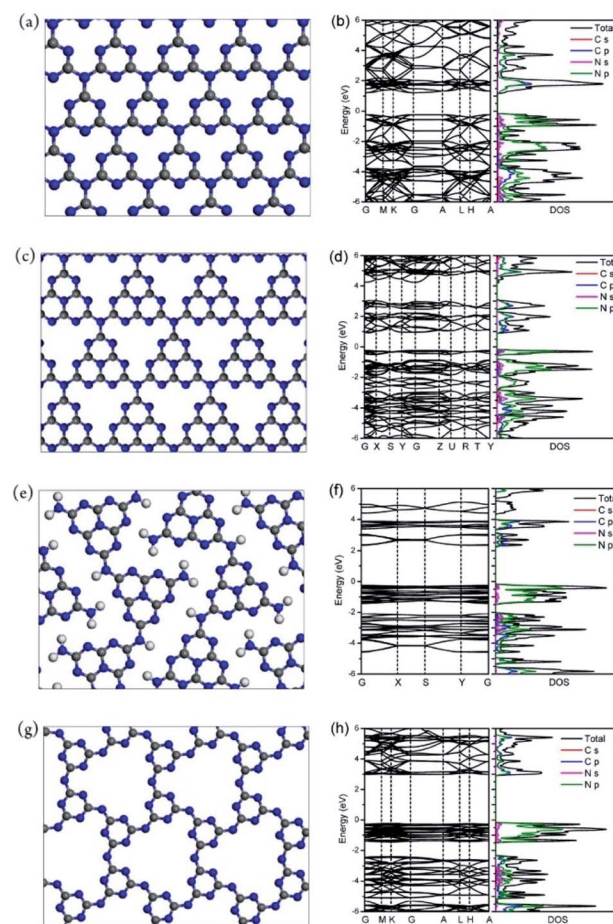 (a)
(b)
6
4
2
0
-2
-4
-6
Energy (eV)
G M K G A L H A
DOS
Total
C s
C p
N s
N p
(c)
(d)
6
4
2
0
-2
-4
-6
Energy (eV)
G X S Y G Z U R T Y
DOS
Total
C s
C p
N s
N p
(e)
(f)
6
4
2
0
-2
-4
-6
Energy (eV)
G X S Y G
DOS
Total
C s
C p
N s
N p
(g)
(h)
6
4
2
0
-2
-4
-6
Energy (eV)
G M K G A L H A
DOS
Total
C s
C p
N s
N p